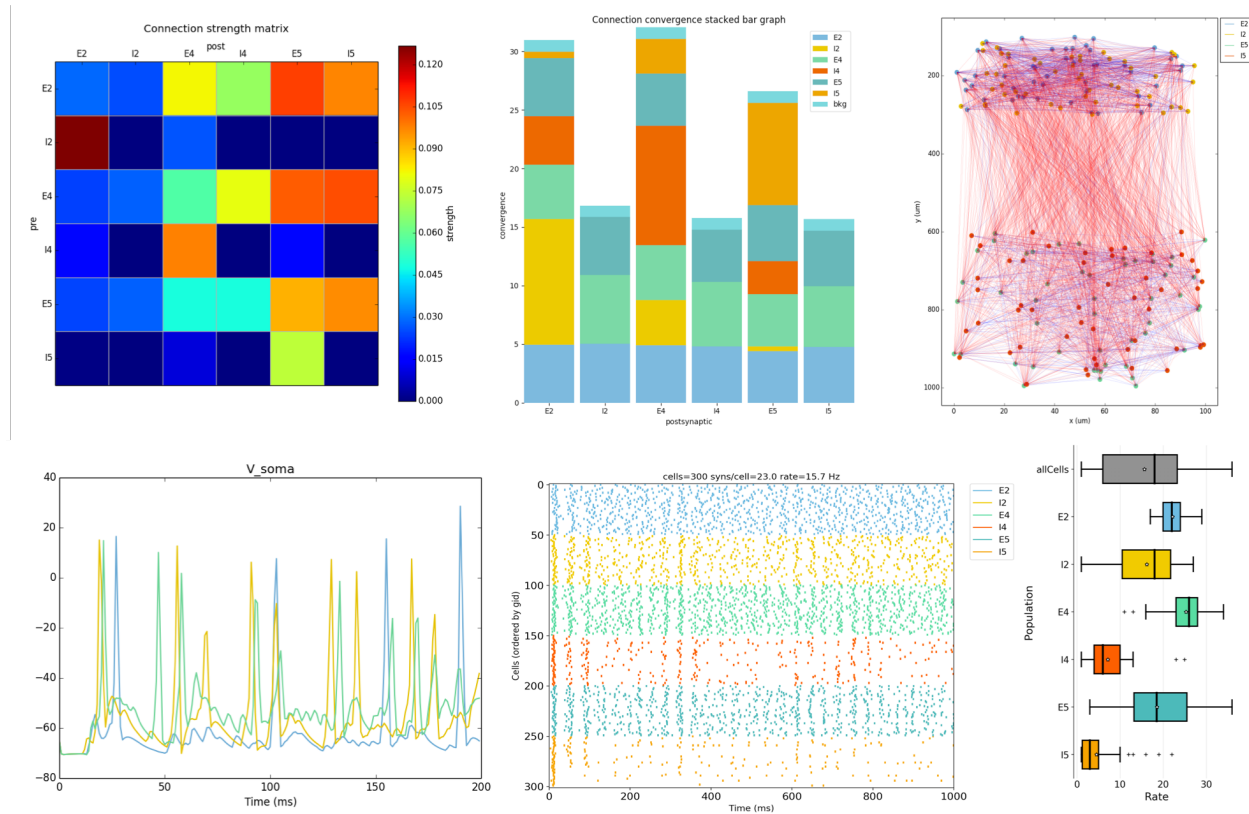 Connection strength matrix
post
E2 I2 E4 I4 E5 I5
E2
I2
E4
I4
E5
I5
pre
0.120
0.105
0.090
0.075
0.060
0.045
0.030
0.015
0.000
strength
Connection convergence stacked bar graph
30
25
20
15
10
5
0
convergence
E2
I2
E4
I4
E5
I5
bkg
E2 I2 E4 I4 E5 I5
postsynaptic
E2
I2
E5
I5
200
400
600
800
1000
y (um)
0 20 40 60 80 100
x (um)
V_soma
40
20
0
−20
−40
−60
−80
0 50 100 150 200
Time (ms)
cells=300 syns/cell=23.0 rate=15.7 Hz
0
50
100
150
200
250
300
Cells (ordered by gid)
0 200 400 600 800 1000
Time (ms)
E2
I2
E4
I4
E5
I5
allCells
E2
I2
E4
I4
E5
I5
Population
0 10 20 30
Rate